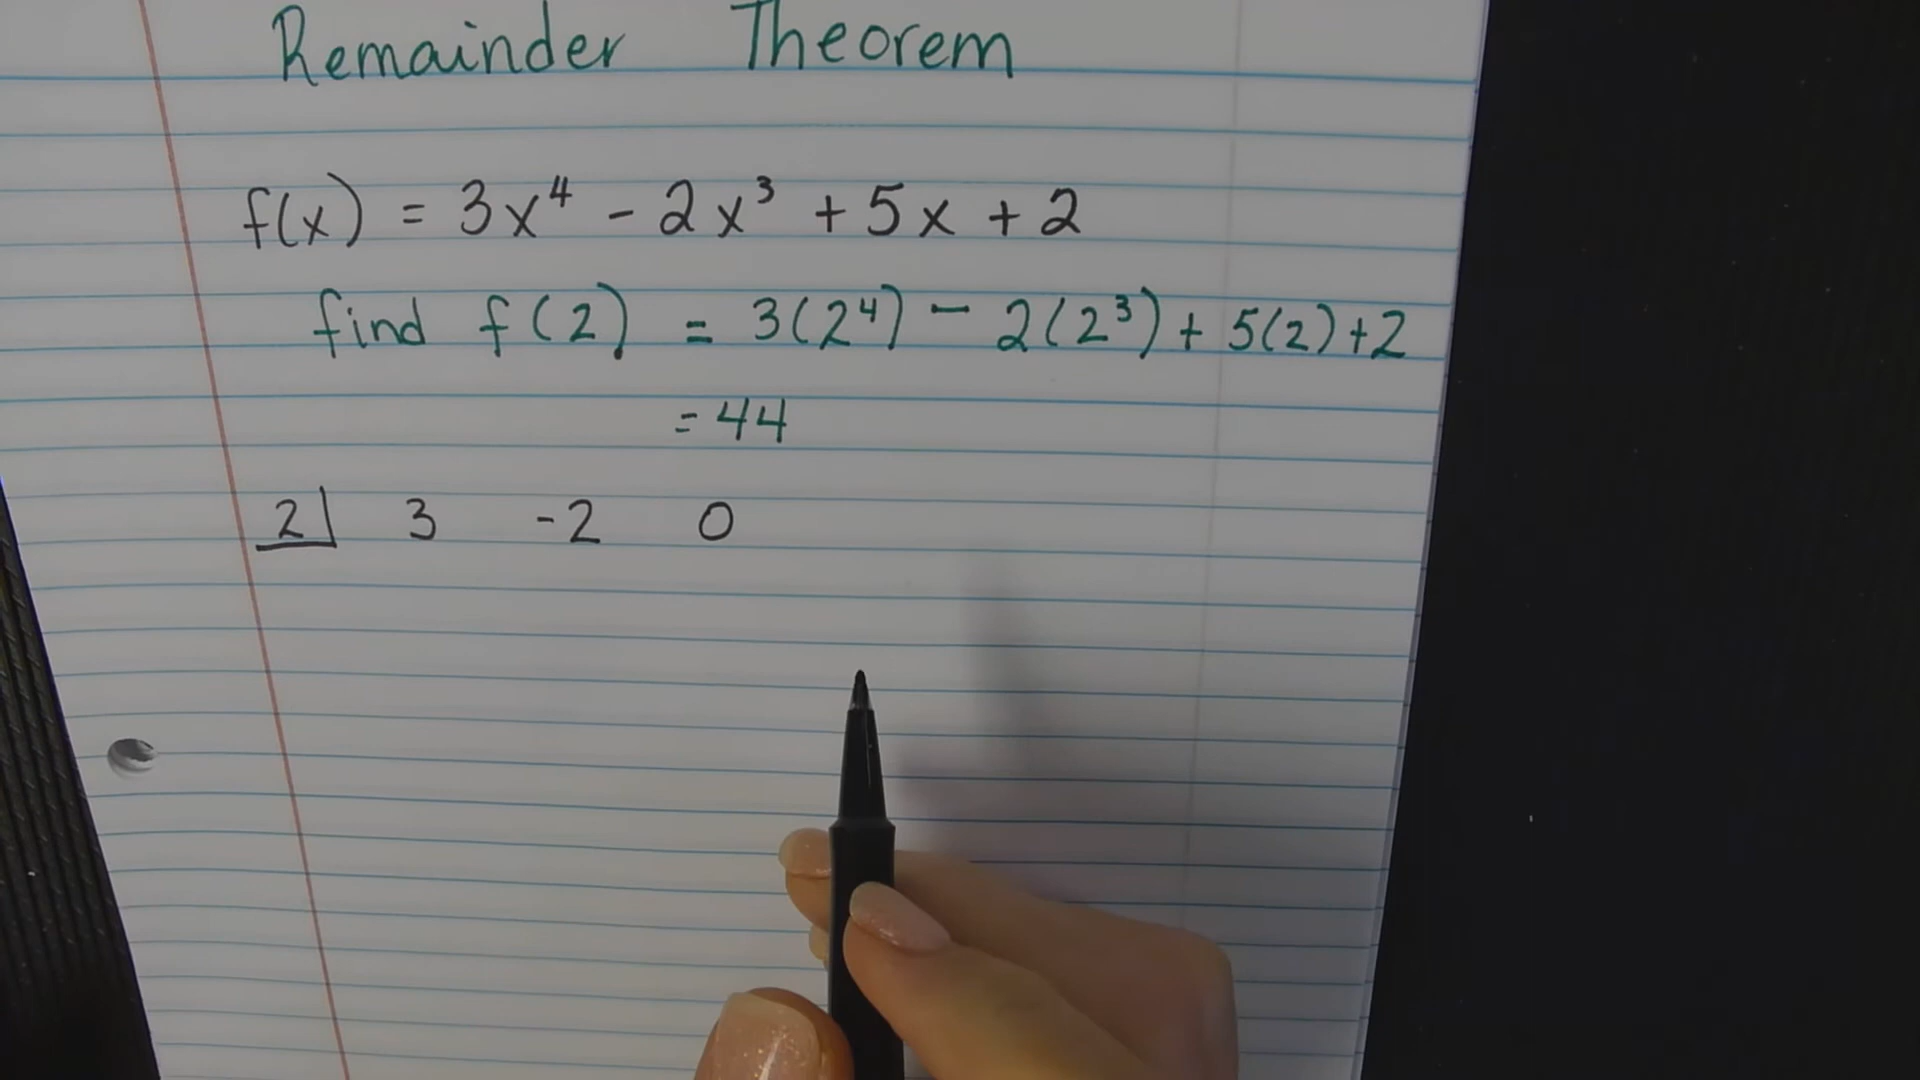 Remainder Theorem
f(x) = 3x⁴ - 2x³ + 5x + 2
find f(2) = 3(2⁴) - 2(2³) + 5(2) + 2
= 44
2| 3 -2 0